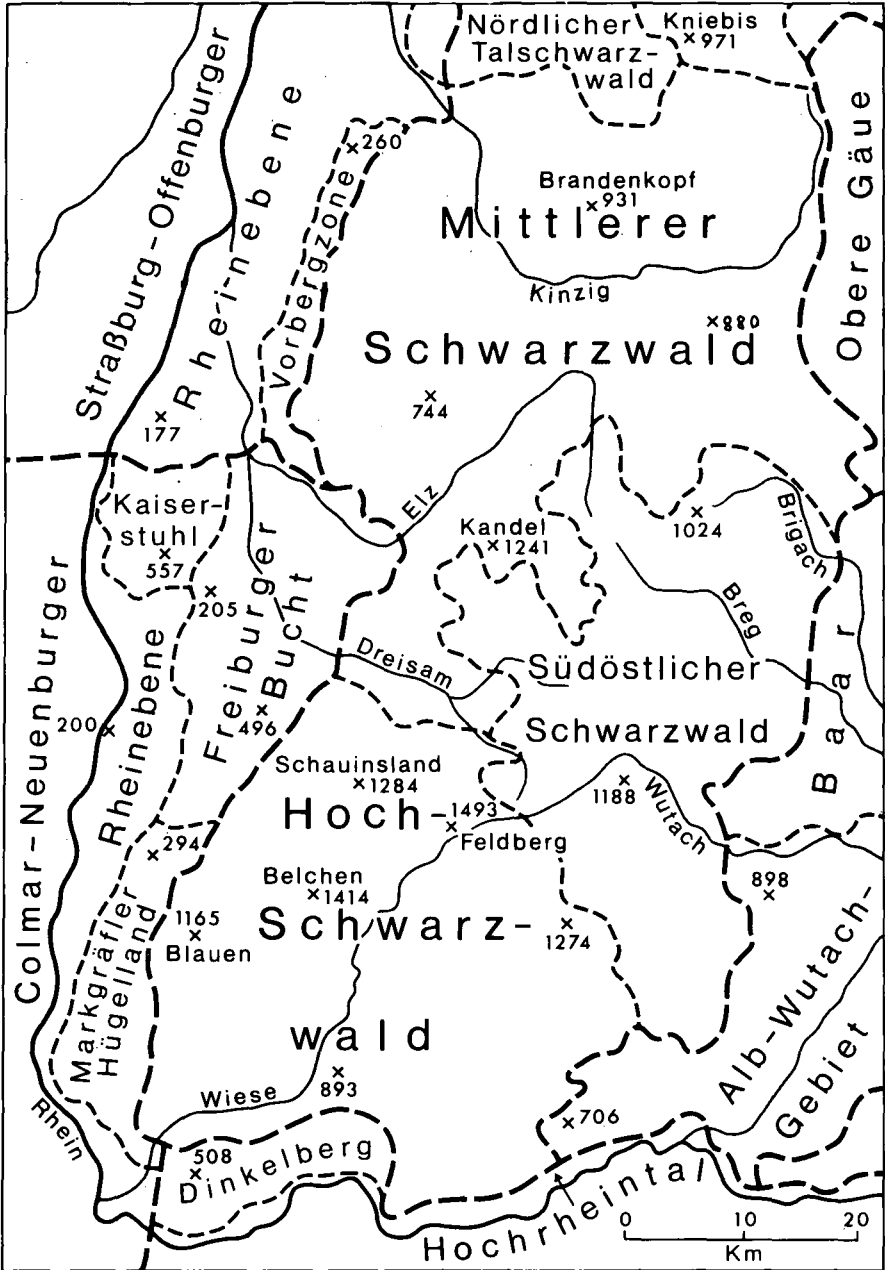 Nördlicher
Talschwarz-
wald
Kniebis
971
Straßburg-Offenburger
Rheinebene
Vorbergzone
260
Obere Gäue
Brandenkopf
931
Mittlerer
Kinzig
Schwarzwald
880
744
177
Kaiser-
stuhl
557
Elz
Kandel
1241
1024
Brigach
205
Freiburger
Bucht
Breg
Baar
Dreisam
Südöstlicher
Schwarzwald
Colmar-Neuenburger
Rheinebene
200
496
Schauinsland
1284
Hoch-
1493
Feldberg
1188
Wutach
294
Belchen
1414
898
1165
Blauen
Schwarz-
1274
Markgräfler
Hügelland
wald
893
Alb-Wutach-
Gebiet
Wiese
Rhein
706
508
Dinkelberg
Hochrheintal
0 10 20
Km